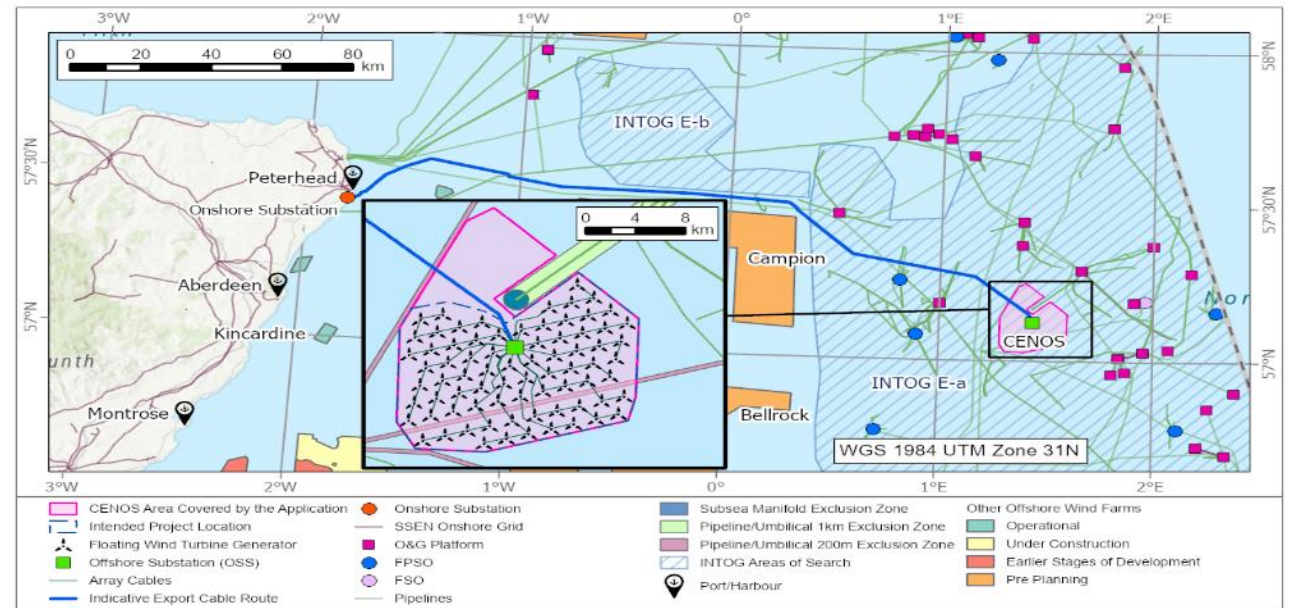 3°W 2°W 1°W 0° 1°E 2°E
0 20 40 60 80
km
58°N
INTOG E-b
57°30'N
Peterhead
Onshore Substation
0 4 8
km
57°30'N
Campion
Aberdeen
Kincardine
Nor
57°N
CENOS
unth
INTOG E-a
57°N
Montrose
Bellrock
WGS 1984 UTM Zone 31N
3°W 2°W 1°W 0° 1°E 2°E
CENOS Area Covered by the Application
Intended Project Location
Floating Wind Turbine Generator
Offshore Substation (OSS)
Array Cables
Indicative Export Cable Route
Onshore Substation
SSEN Onshore Grid
O&G Platform
FPSO
FSO
Pipelines
Subsea Manifold Exclusion Zone
Pipeline/Umbilical 1km Exclusion Zone
Pipeline/Umbilical 200m Exclusion Zone
INTOG Areas of Search
Port/Harbour
Other Offshore Wind Farms
Operational
Under Construction
Earlier Stages of Development
Pre Planning